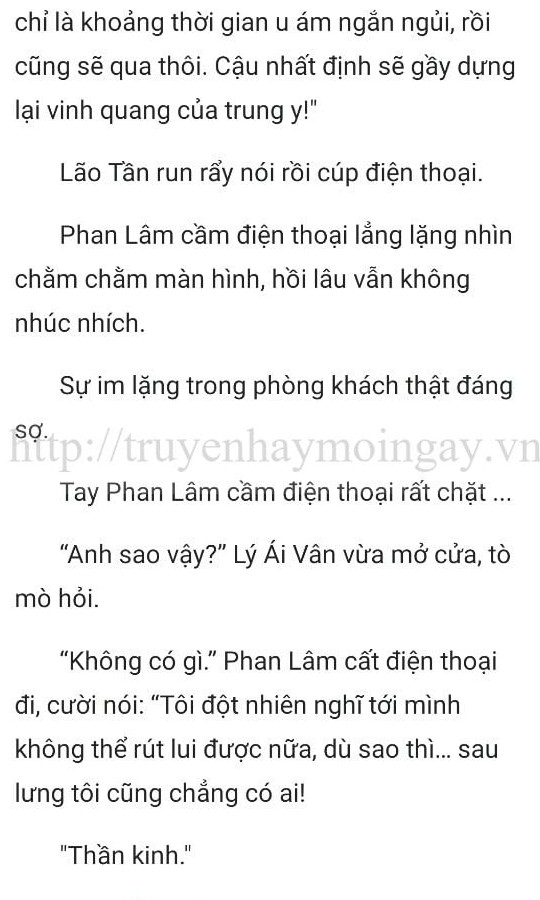 chỉ là khoảng thời gian u ám ngắn ngủi, rồi
cũng sẽ qua thôi. Cậu nhất định sẽ gầy dựng
lại vinh quang của trung y!"
Lão Tần run rẩy nói rồi cúp điện thoại.
Phan Lâm cầm điện thoại lẳng lặng nhìn
chằm chằm màn hình, hồi lâu vẫn không
nhúc nhích.
Sự im lặng trong phòng khách thật đáng
sợ.
http://truyenhaymoingay.vn
Tay Phan Lâm cầm điện thoại rất chặt ...
“Anh sao vậy?” Lý Ái Vân vừa mở cửa, tò
mò hỏi.
“Không có gì.” Phan Lâm cất điện thoại
đi, cười nói: “Tôi đột nhiên nghĩ tới mình
không thể rút lui được nữa, dù sao thì... sau
lưng tôi cũng chẳng có ai!
"Thần kinh."